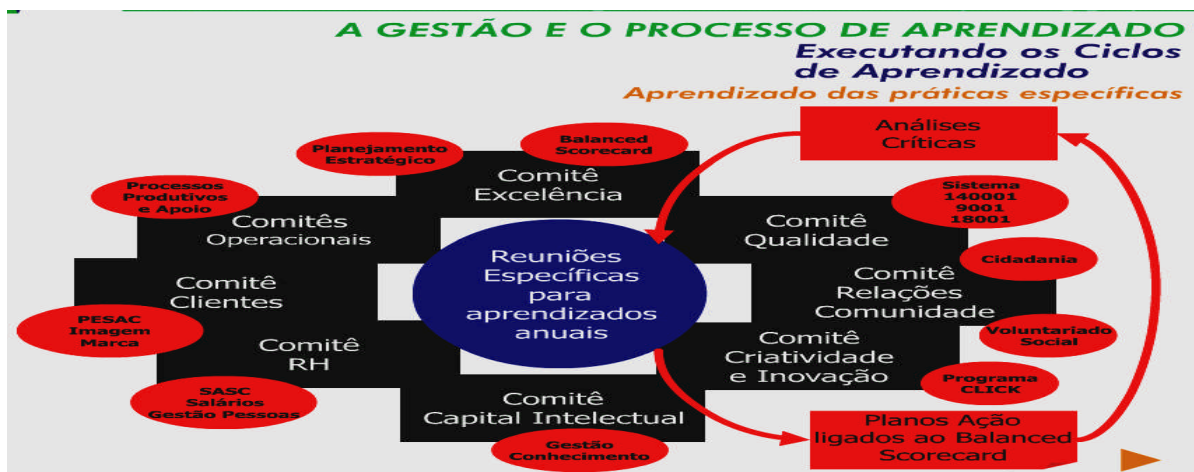 A GESTÃO E O PROCESSO DE APRENDIZADO
Executando os Ciclos
de Aprendizado
Aprendizado das práticas específicas
Análises
Críticas
Balanced
Scorecard
Planejamento
Estratégico
Comitê
Excelência
Processos
Produtivos
e Apoio
Comitês
Operacionais
Sistema
140001
9001
18001
Comitê
Qualidade
Reuniões
Específicas
para
aprendizados
anuais
Cidadania
Comitê
Clientes
Comitê
Relações
Comunidade
PESAC
Imagem
Marca
Voluntariado
Social
Comitê
RH
Comitê
Criatividade
e Inovação
Programa
CLICK
SASC
Salários
Gestão Pessoas
Comitê
Capital Intelectual
Gestão
Conhecimento
Planos Ação
ligados ao Balanced
Scorecard